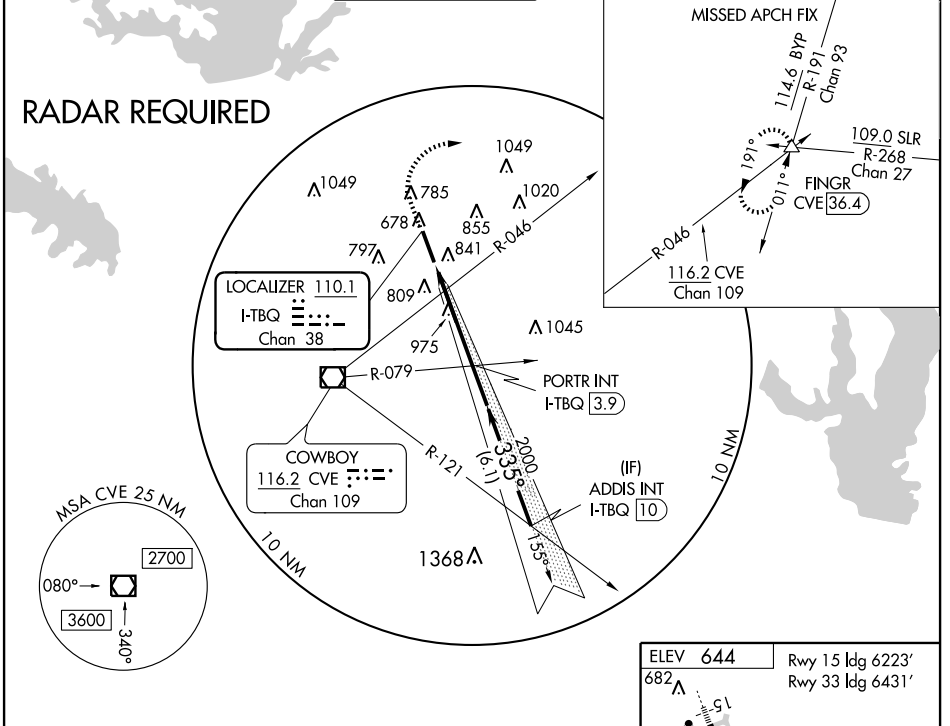 MISSED APCH FIX
114.6 BYP
R-191
Chan 93
109.0 SLR
R-268
Chan 27
191°
011°
FINGR
CVE 36.4
R-046
116.2 CVE
Chan 109
RADAR REQUIRED
1049
1049
785
1020
678
855
R-046
797
841
LOCALIZER 110.1
I-TBQ
Chan 38
809
975
1045
R-079
PORTR INT
I-TBQ 3.9
COWBOY
116.2 CVE
Chan 109
R-121
335°
2000
(6.1)
(IF)
ADDIS INT
I-TBQ 10
155°
10 NM
10 NM
1368
MSA CVE 25 NM
2700
080°
3600
340°
ELEV 644
Rwy 15 ldg 6223'
Rwy 33 ldg 6431'
682
15